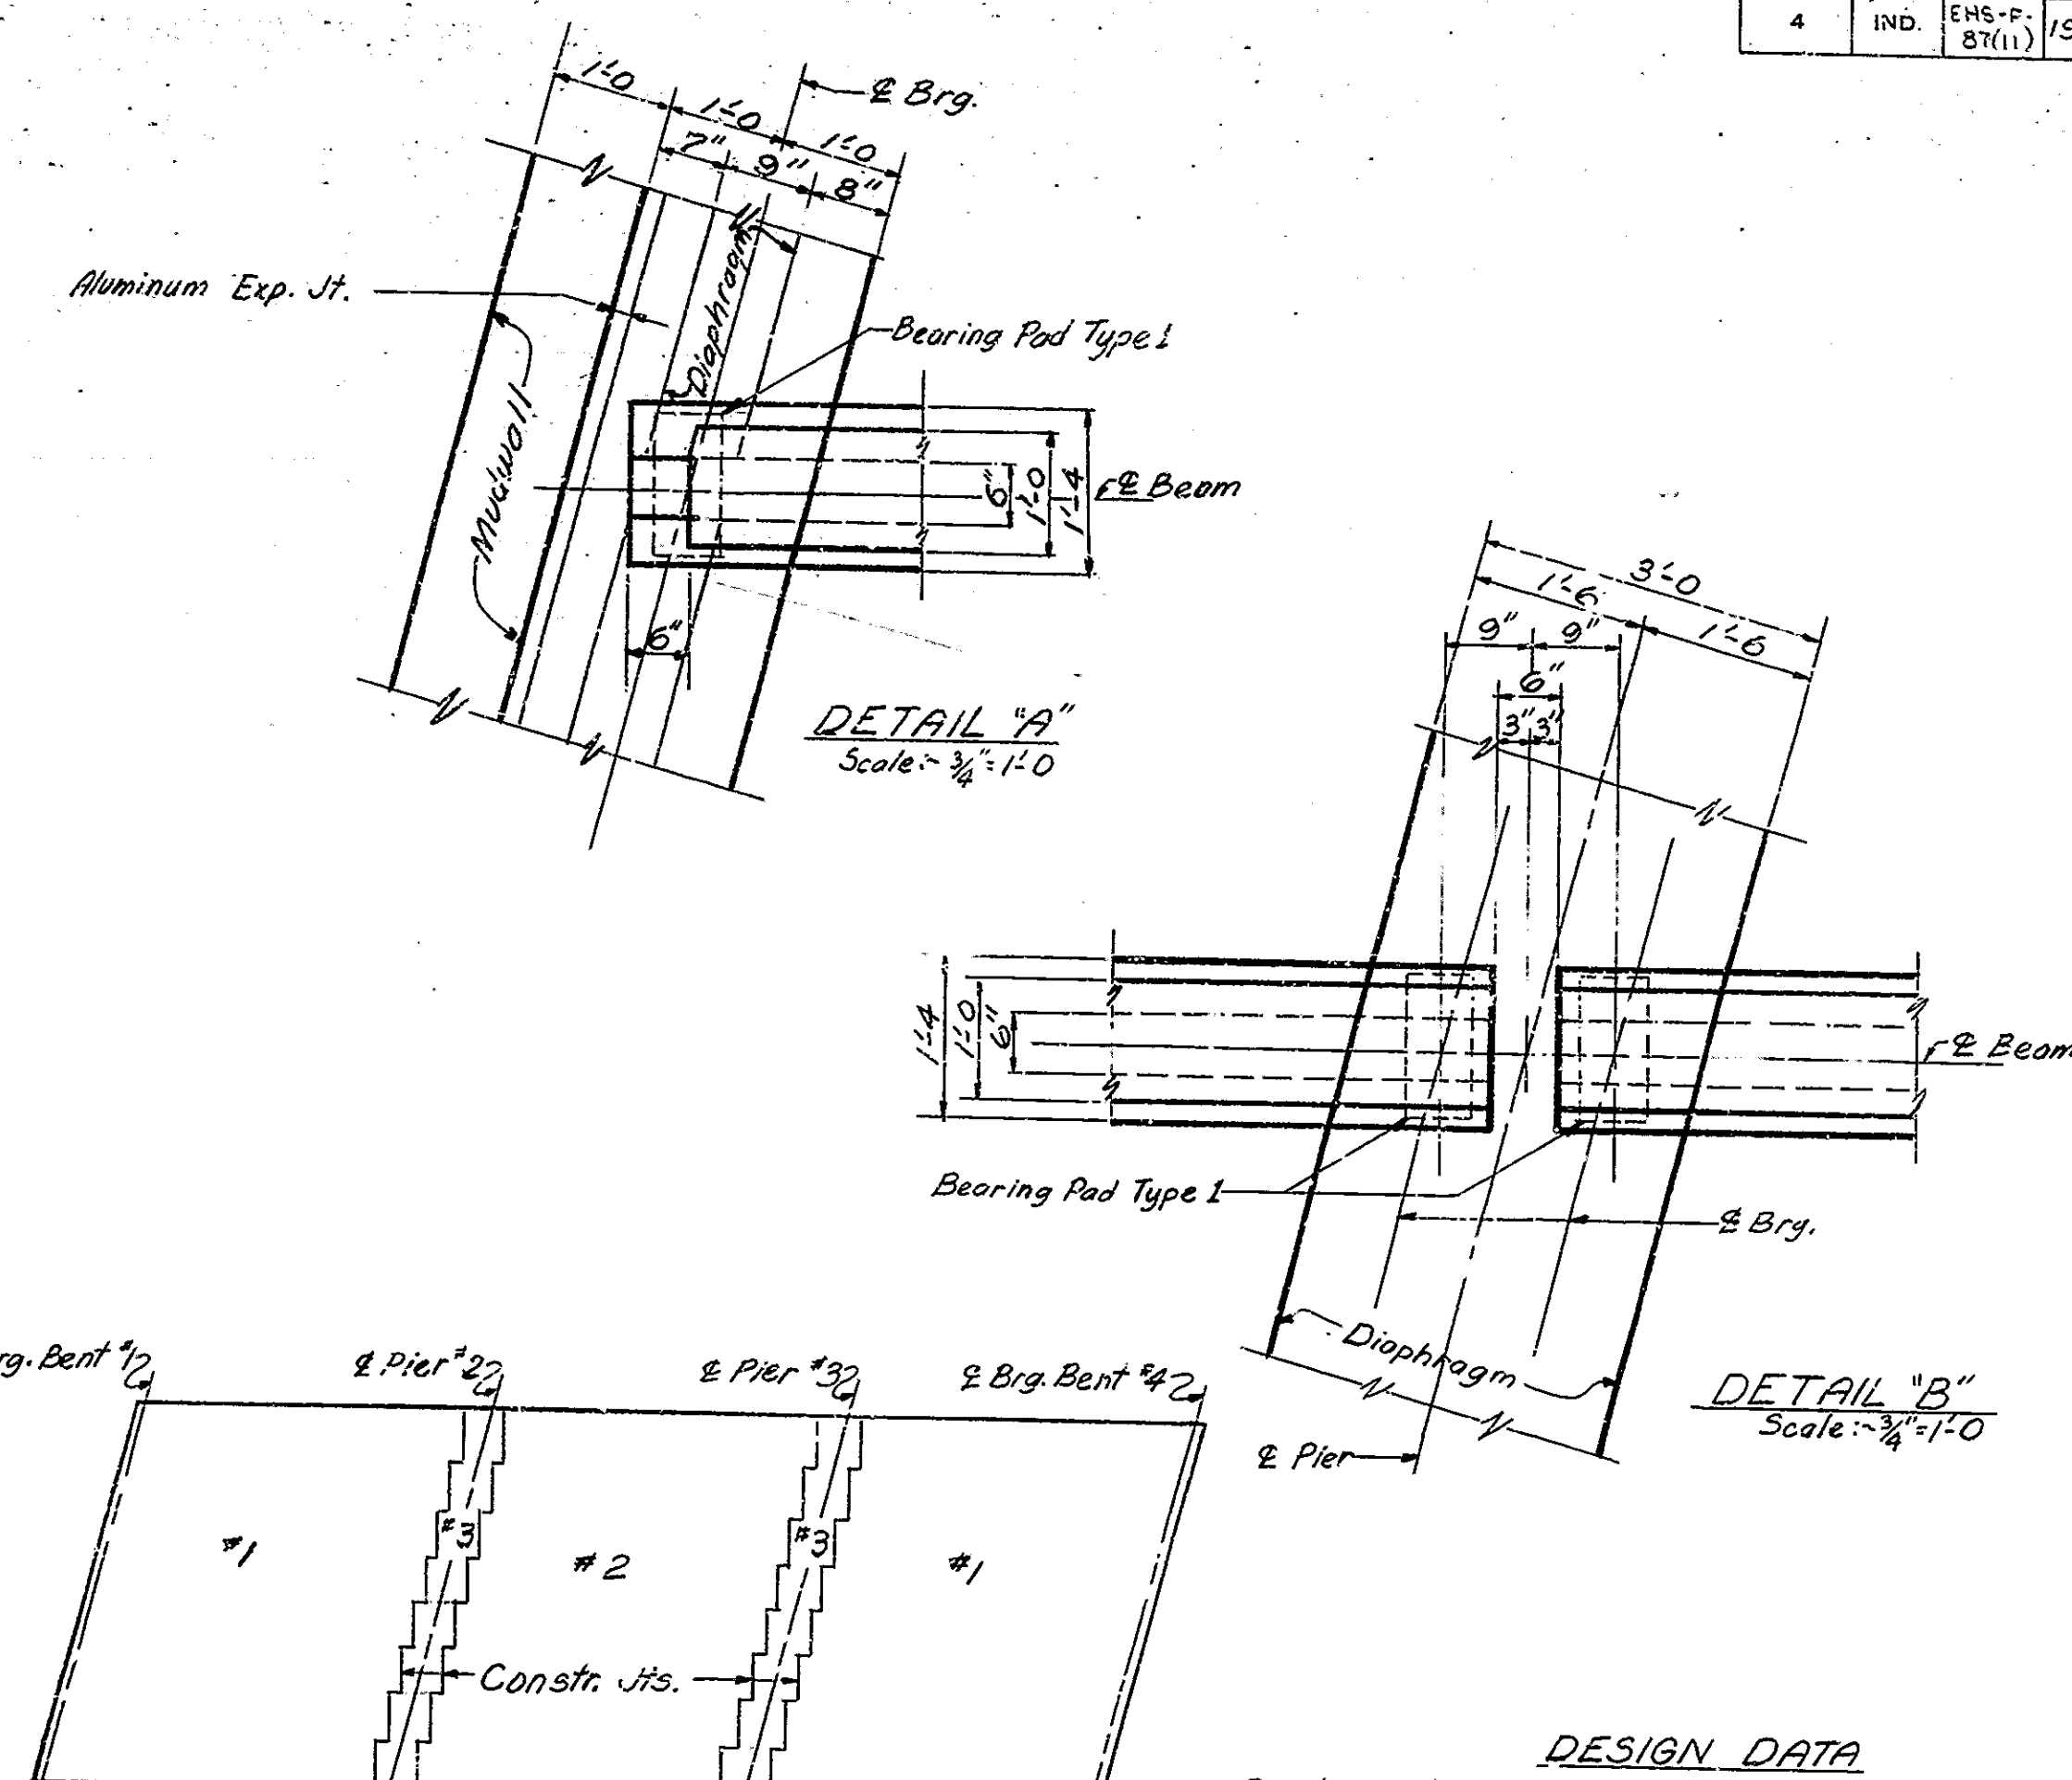 4 IND. EHS-F-87(11)
1'-0 1'-0 1'-0
℄ Brg.
7" 9" 8"
Aluminum Exp. Jt.
Diaphragm
Bearing Pad Type 1
Mudwall
6" 1'-0 1'-4
℄ Beam
6"
DETAIL "A"
Scale:~ 3/4"=1'-0
3'-0
1'-6 1'-6
9" 9"
6"
3" 3"
1'-4 1'-0 6"
℄ Beam
Bearing Pad Type 1
℄ Brg.
Diaphragm
DETAIL "B"
Scale:~ 3/4"=1'-0
℄ Pier
Brg. Bent #1
℄ Pier #2
℄ Pier #3
℄ Brg. Bent #4
#1 #3 #2 #3 #1
Constr. Jts.
DESIGN DATA